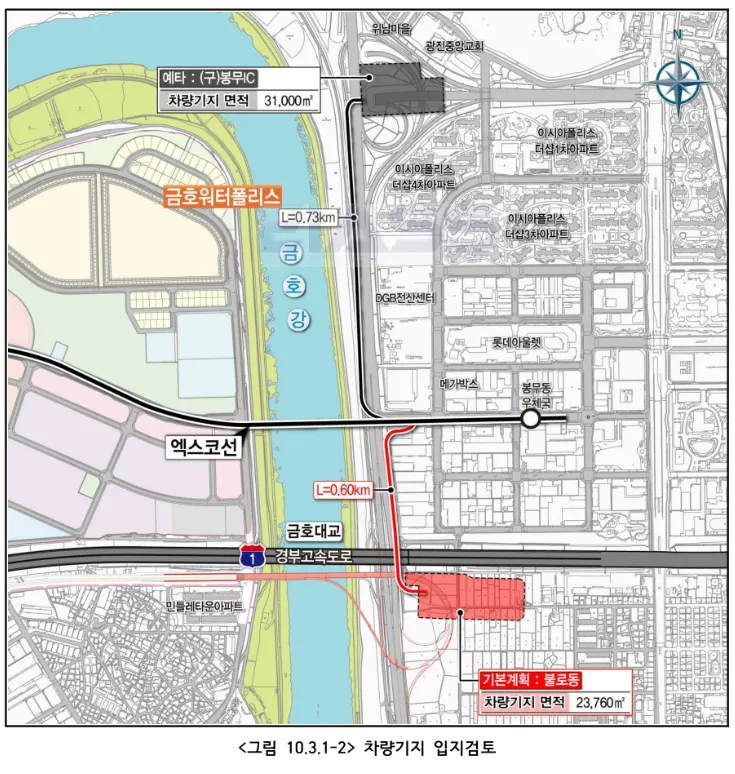 위남마을
광진중앙교회
N
예타 : (구)봉무IC
차량기지 면적 31,000㎡
이시아폴리스
더샵1차아파트
이시아폴리스
더샵4차아파트
금호워터폴리스
L=0.73km
이시아폴리스
더샵3차아파트
금
호
강
DGB전산센터
롯데아울렛
메가박스
봉무동
우체국
엑스코선
L=0.60km
금호대교
1
경부고속도로
민들레타운아파트
기본계획 : 불로동
차량기지 면적 23,760㎡
<그림 10.3.1-2> 차량기지 입지검토